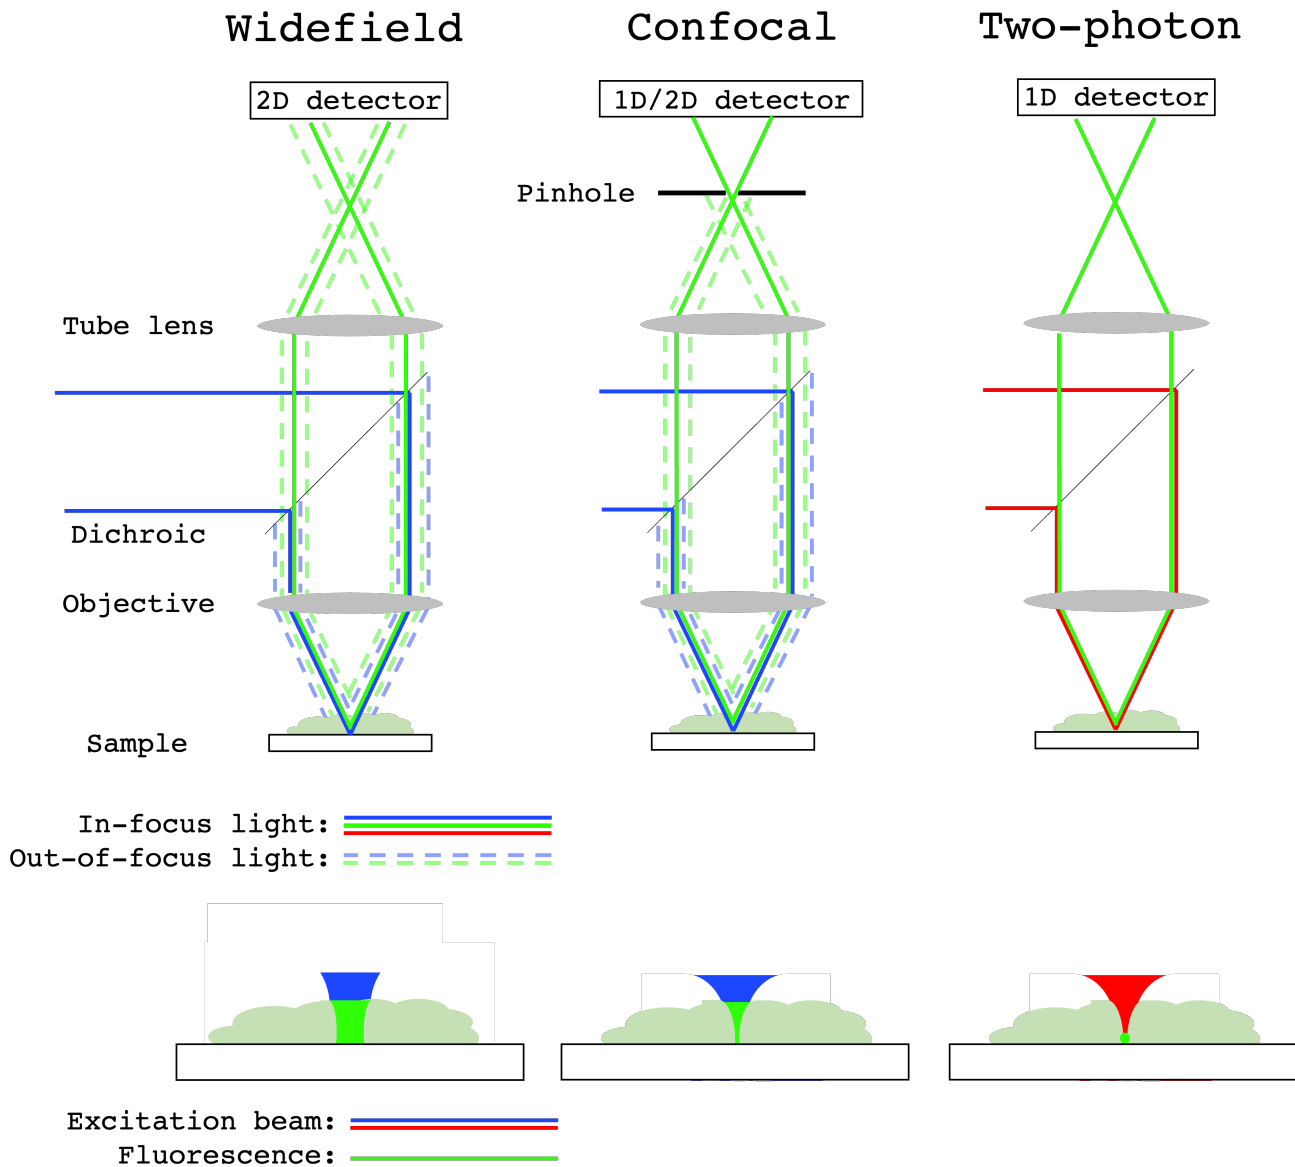 Widefield
Confocal
Two-photon
2D detector
1D/2D detector
1D detector
Pinhole
Tube lens
Dichroic
Objective
Sample
In-focus light:
Out-of-focus light:
Excitation beam:
Fluorescence: